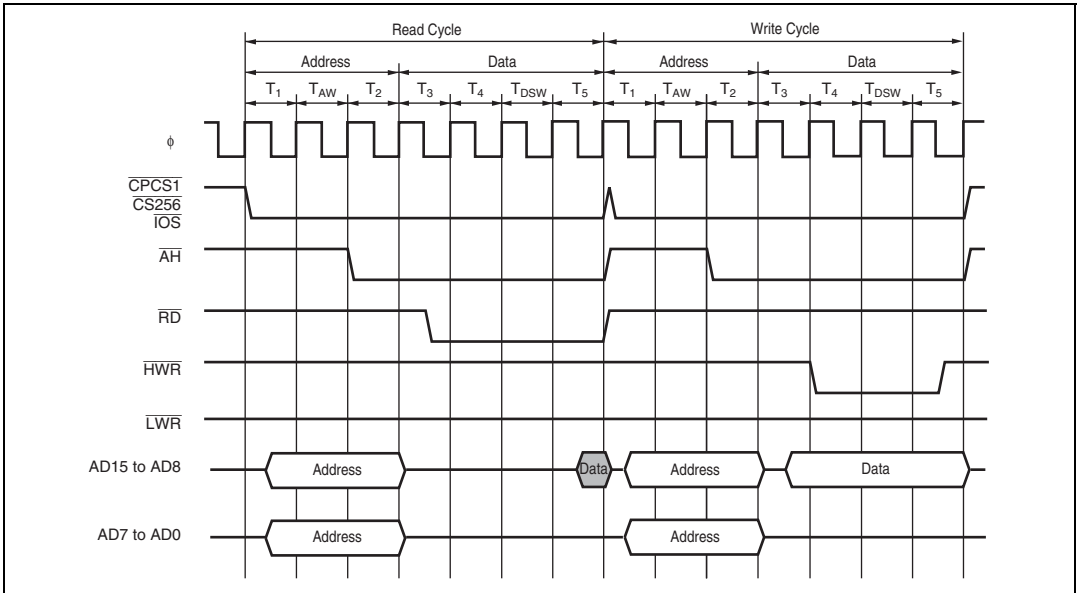 Read Cycle Write Cycle
Address Data Address Data
T1 TAW T2 T3 T4 TDSW T5 T1 TAW T2 T3 T4 TDSW T5
ϕ
CPCS1
CS256
IOS
AH
RD
HWR
LWR
AD15 to AD8 Address Data Address Data
AD7 to AD0 Address Address